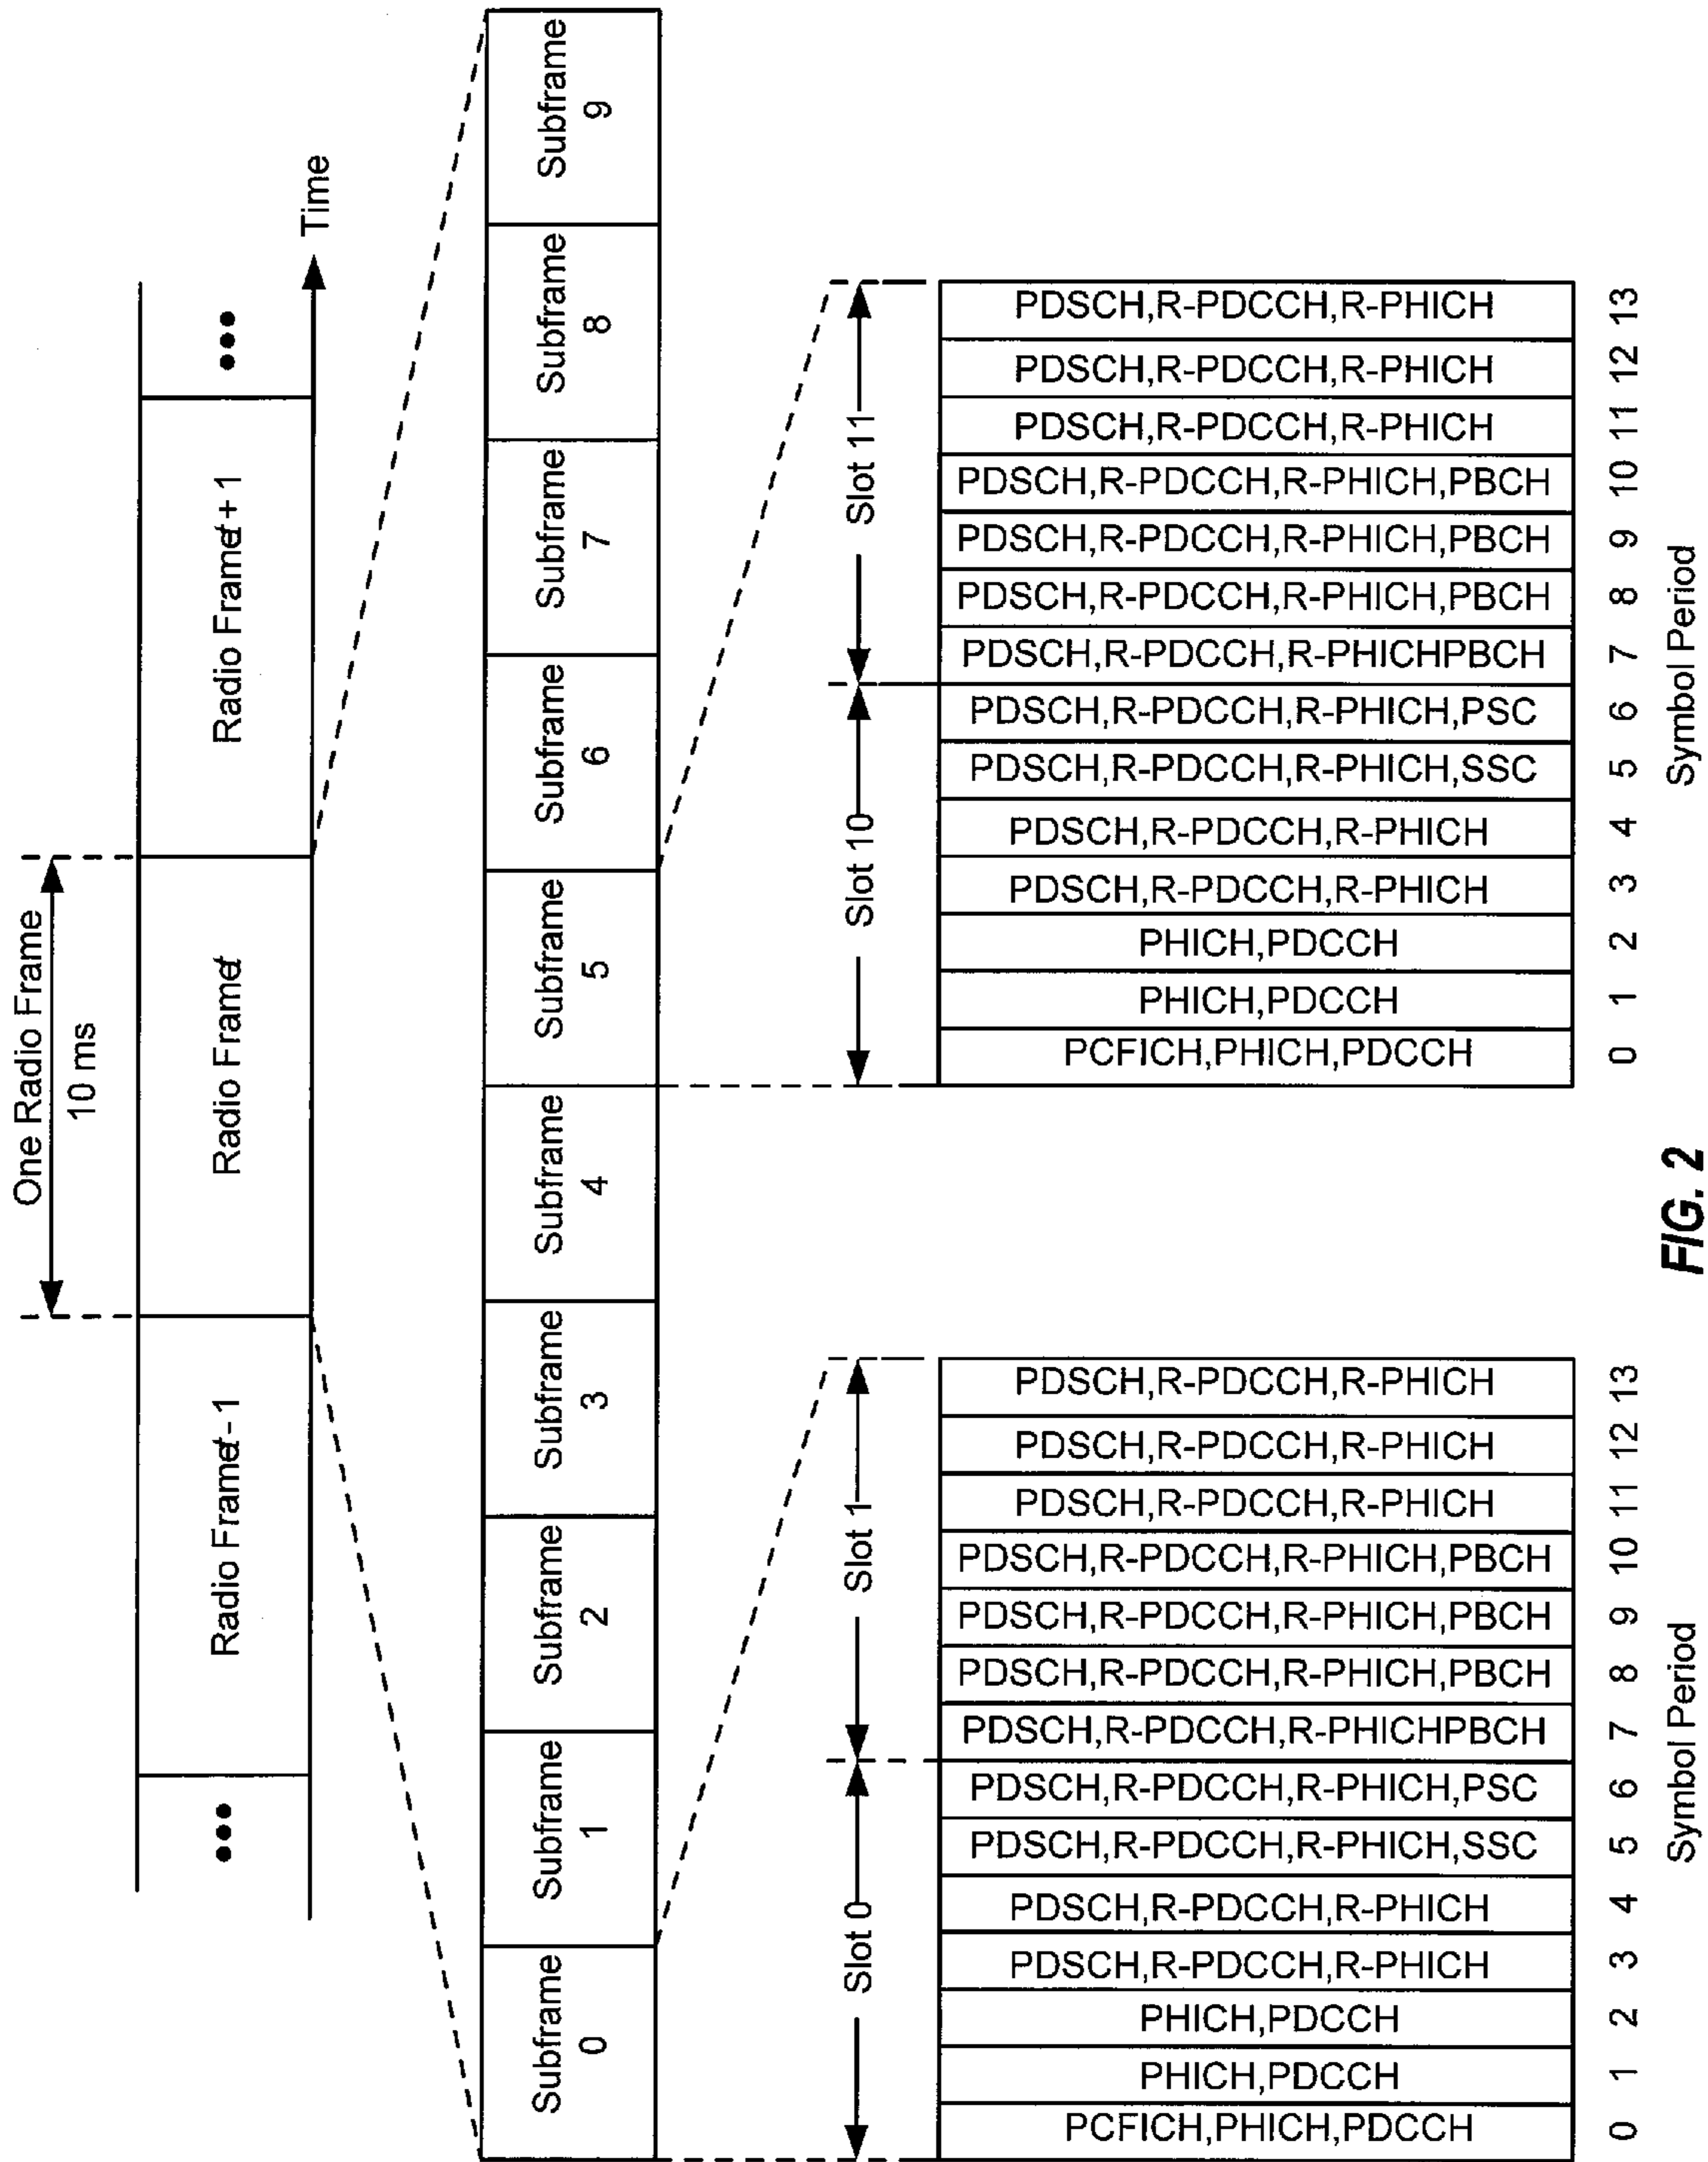 One Radio Frame
10 ms
•••
Radio Frame t - 1
Radio Frame t
Radio Frame t + 1
•••
Time
Subframe
0
Subframe
1
Subframe
2
Subframe
3
Subframe
4
Subframe
5
Subframe
6
Subframe
7
Subframe
8
Subframe
9
Slot 0
Slot 1
PCFICH,PHICH,PDCCH
PHICH,PDCCH
PHICH,PDCCH
PDSCH,R-PDCCH,R-PHICH
PDSCH,R-PDCCH,R-PHICH
PDSCH,R-PDCCH,R-PHICH,SSC
PDSCH,R-PDCCH,R-PHICH,PSC
PDSCH,R-PDCCH,R-PHICHPBCH
PDSCH,R-PDCCH,R-PHICH,PBCH
PDSCH,R-PDCCH,R-PHICH,PBCH
PDSCH,R-PDCCH,R-PHICH,PBCH
PDSCH,R-PDCCH,R-PHICH
PDSCH,R-PDCCH,R-PHICH
PDSCH,R-PDCCH,R-PHICH
0 1 2 3 4 5 6 7 8 9 10 11 12 13
Symbol Period
Slot 10
Slot 11
PCFICH,PHICH,PDCCH
PHICH,PDCCH
PHICH,PDCCH
PDSCH,R-PDCCH,R-PHICH
PDSCH,R-PDCCH,R-PHICH
PDSCH,R-PDCCH,R-PHICH,SSC
PDSCH,R-PDCCH,R-PHICH,PSC
PDSCH,R-PDCCH,R-PHICHPBCH
PDSCH,R-PDCCH,R-PHICH,PBCH
PDSCH,R-PDCCH,R-PHICH,PBCH
PDSCH,R-PDCCH,R-PHICH,PBCH
PDSCH,R-PDCCH,R-PHICH
PDSCH,R-PDCCH,R-PHICH
PDSCH,R-PDCCH,R-PHICH
0 1 2 3 4 5 6 7 8 9 10 11 12 13
Symbol Period
FIG. 2